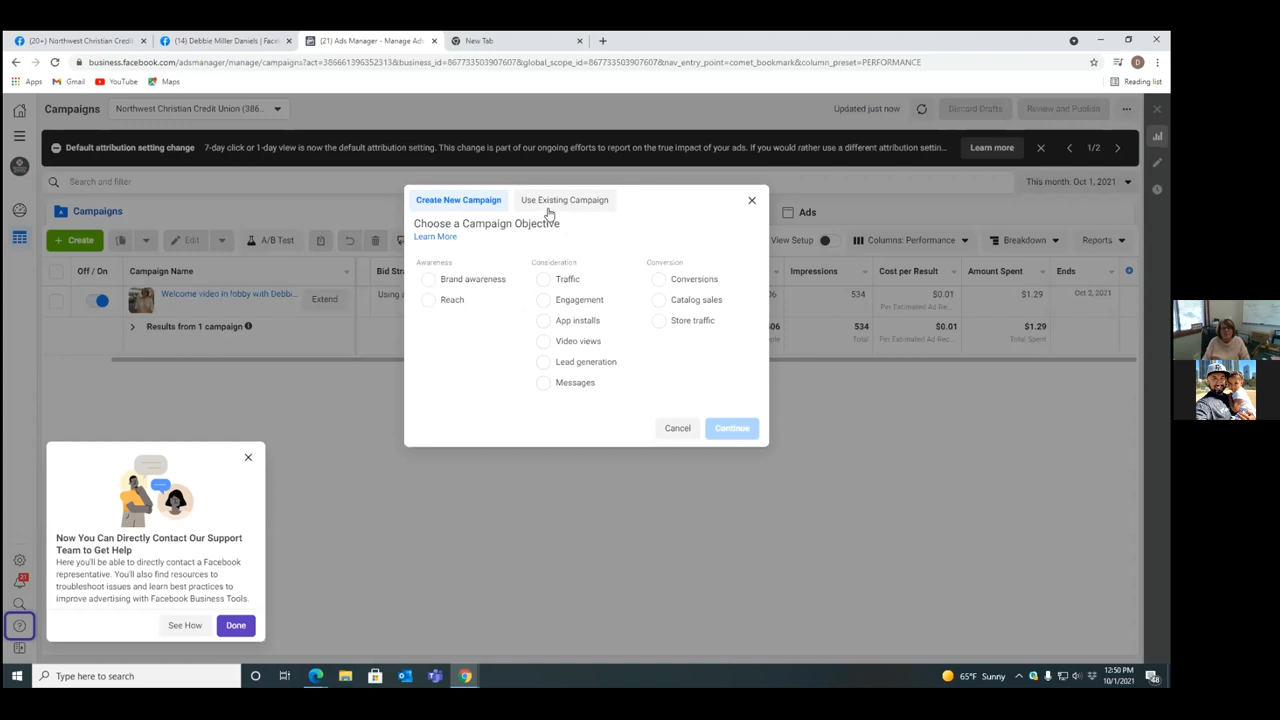 (20+) Northwest Christian Credit
(14) Debbie Miller Daniels | Face
(21) Ads Manager - Manage Ads
New Tab
business.facebook.com/adsmanager/manage/campaigns?act=386661396352313&business_id=867733503907607&global_scope_id=867733503907607&nav_entry_point=comet_bookmark&column_preset=PERFORMANCE
Apps Gmail YouTube Maps Reading list
Campaigns Northwest Christian Credit Union (386... Updated just now Discard Drafts Review and Publish
Default attribution setting change 7-day click or 1-day view is now the default attribution setting. This change is part of our ongoing efforts to report on the true impact of your ads. If you would rather use a different attribution settin... Learn more 1/2
Search and filter This month: Oct 1, 2021
Campaigns Ads
+ Create Edit A/B Test View Setup Columns: Performance Breakdown Reports
Off / On Campaign Name Bid Stra Impressions Cost per Result Amount Spent Ends
Welcome video in lobby with Debbi... Extend Using a 534 $0.01 $1.29 Oct 2, 2021
Per Estimated Ad Re...
Results from 1 campaign 534 $0.01 $1.29
Total Per Estimated Ad Re... Total Spent
Create New Campaign Use Existing Campaign
Choose a Campaign Objective
Learn More
Awareness Consideration Conversion
Brand awareness Traffic Conversions
Reach Engagement Catalog sales
App installs Store traffic
Video views
Lead generation
Messages
Cancel Continue
Now You Can Directly Contact Our Support
Team to Get Help
Here you'll be able to directly contact a Facebook
representative. You'll also find resources to
troubleshoot issues and learn best practices to
improve advertising with Facebook Business Tools.
See How Done
21
Type here to search 65°F Sunny 12:50 PM
10/1/2021